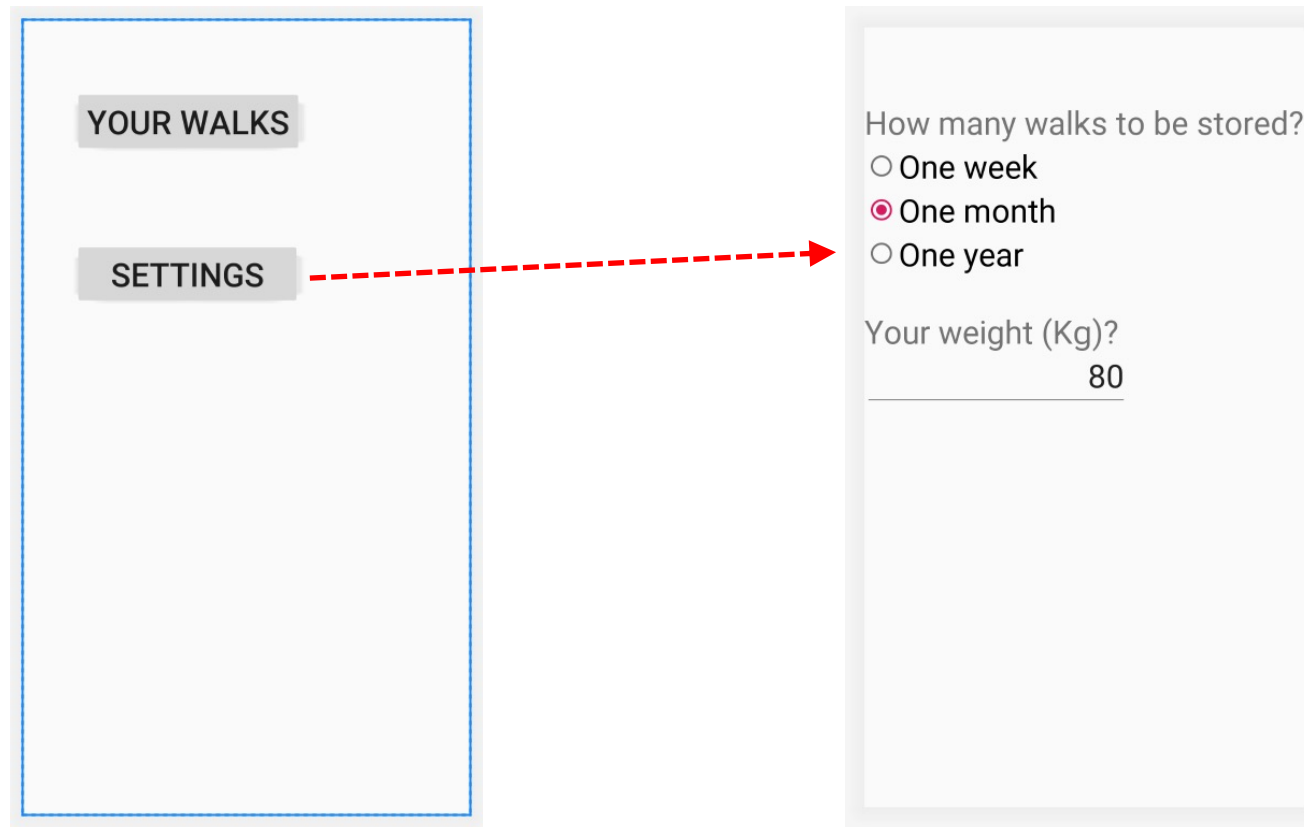 YOUR WALKS
SETTINGS
How many walks to be stored?
One week
One month
One year
Your weight (Kg)?
80